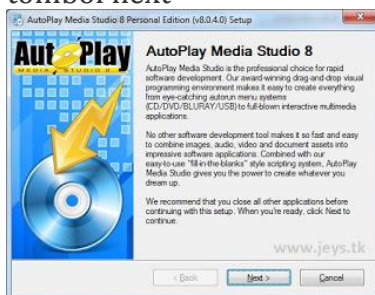 tombol next
AutoPlay Media Studio 8 Personal Edition (v8.0.4.0) Setup
AutoPlay
MEDIA STUDIO 8
AutoPlay Media Studio 8
AutoPlay Media Studio is the professional choice for rapid
software development. Our award-winning drag-and-drop visual
programming environment makes it easy to create everything
from eye-catching autorun menu systems
(CD/DVD/BLURAY/USB)to full-blown interactive multimedia
applications.
No other software development tool makes it so fast and easy
to combine images, audio, video and document assets into
impressive software applications. Combined with our
easy-to-use "fill-in-the-blanks" style scripting system, AutoPlay
Media Studio gives you the power to create whatever you
dream up.
We recommend that you close all other applications before
continuing with this setup. When you're ready, click Next to
continue.
www.jeys.tk
< Back
Next >
Cancel